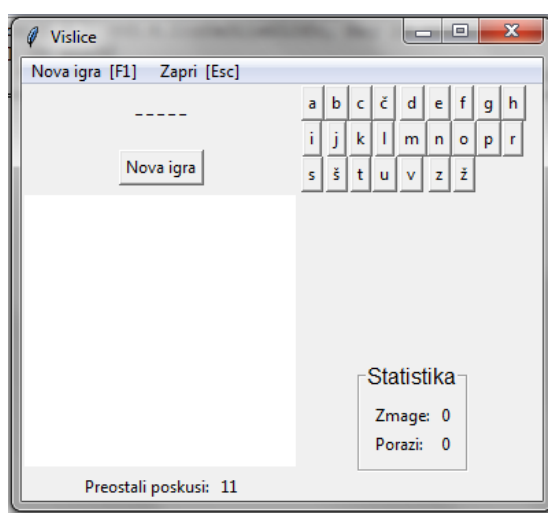 Vislice
Nova igra [F1] Zapri [Esc]
-----
a b c č d e f g h
i j k l m n o p r
s š t u v z ž
Nova igra
Statistika
Zmage: 0
Porazi: 0
Preostali poskusi: 11